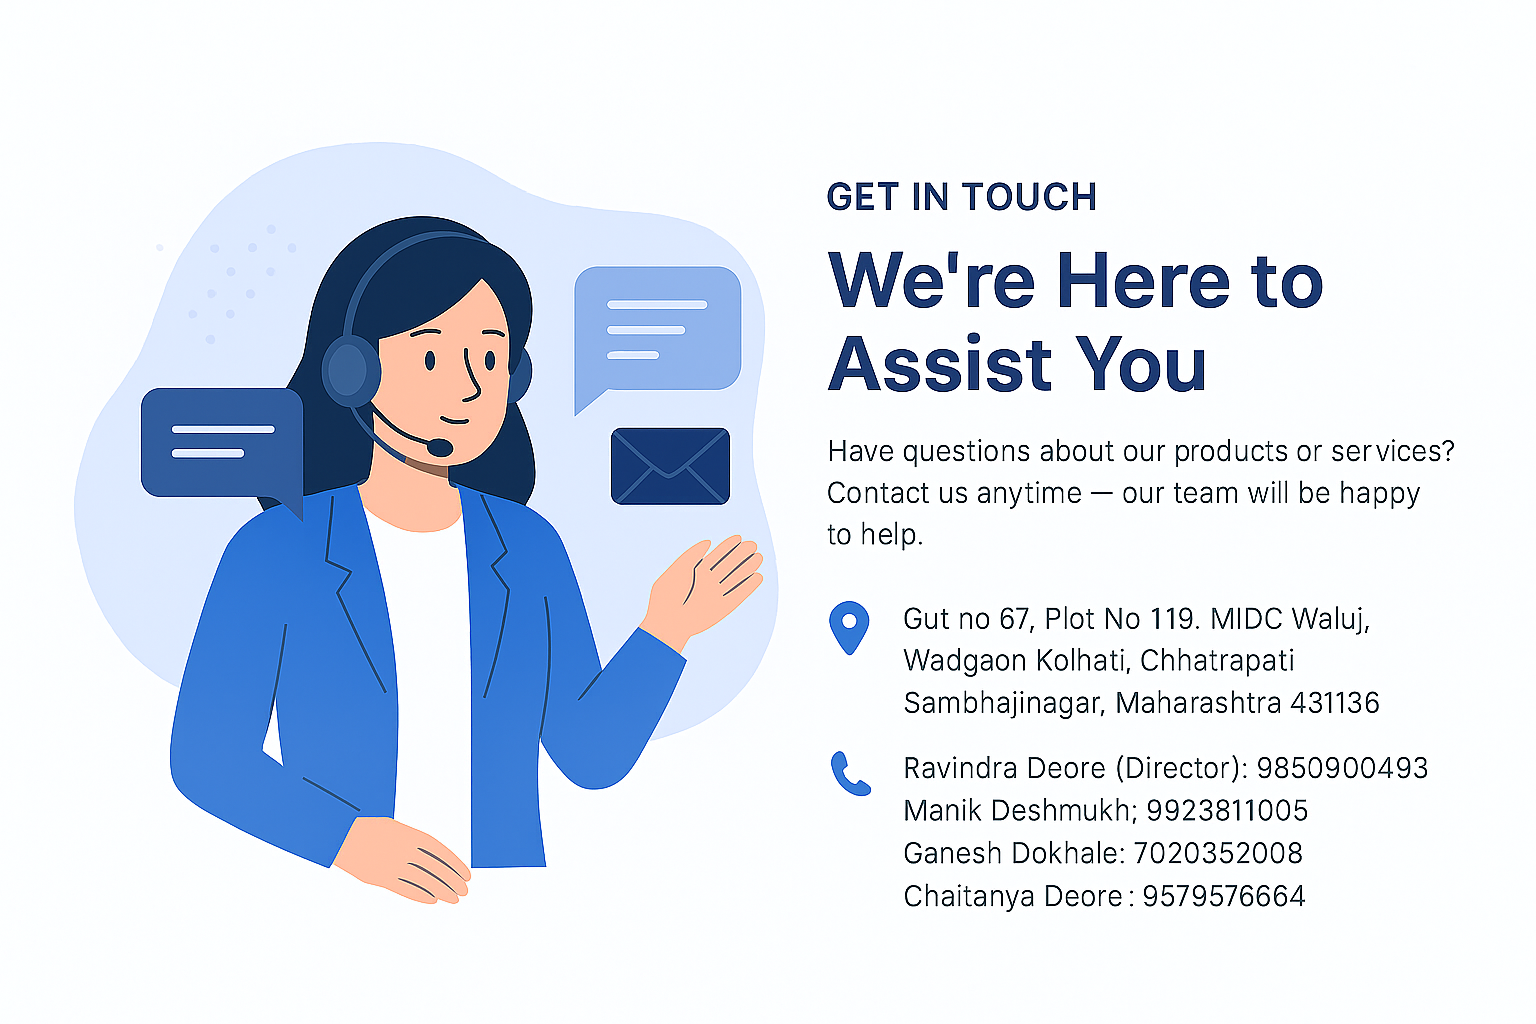 GET IN TOUCH
We're Here to
Assist You
Have questions about our products or services?
Contact us anytime — our team will be happy
to help.
Gut no 67, Plot No 119. MIDC Waluj,
Wadgaon Kolhati, Chhatrapati
Sambhajinagar, Maharashtra 431136
Ravindra Deore (Director): 9850900493
Manik Deshmukh; 9923811005
Ganesh Dokhale: 7020352008
Chaitanya Deore : 9579576664